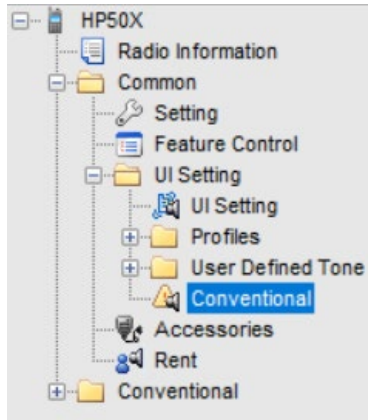 HP50X
Radio Information
Common
Setting
Feature Control
UI Setting
UI Setting
Profiles
User Defined Tone
Conventional
Accessories
Rent
Conventional